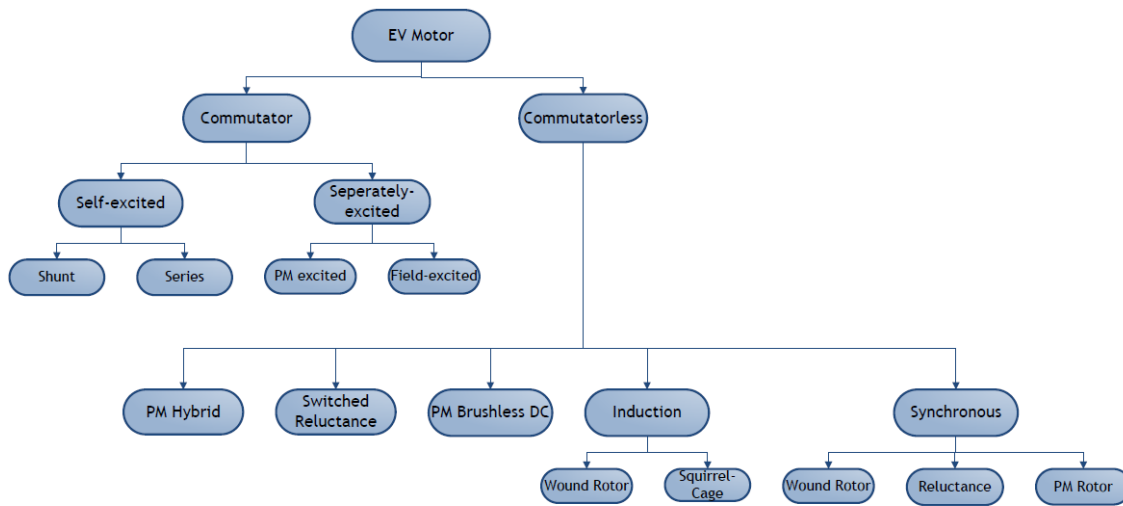 EV Motor
Commutator
Commutatorless
Self-excited
Seperately-
excited
Shunt
Series
PM excited
Field-excited
PM Hybrid
Switched
Reluctance
PM Brushless DC
Induction
Synchronous
Wound Rotor
Squirrel-
Cage
Wound Rotor
Reluctance
PM Rotor